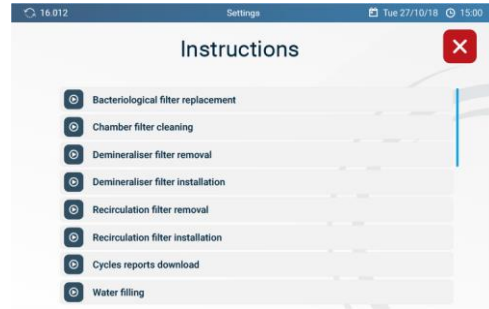 16.012 Settings Tue 27/10/18 15:00
Instructions
Bacteriological filter replacement
Chamber filter cleaning
Demineraliser filter removal
Demineraliser filter installation
Recirculation filter removal
Recirculation filter installation
Cycles reports download
Water filling